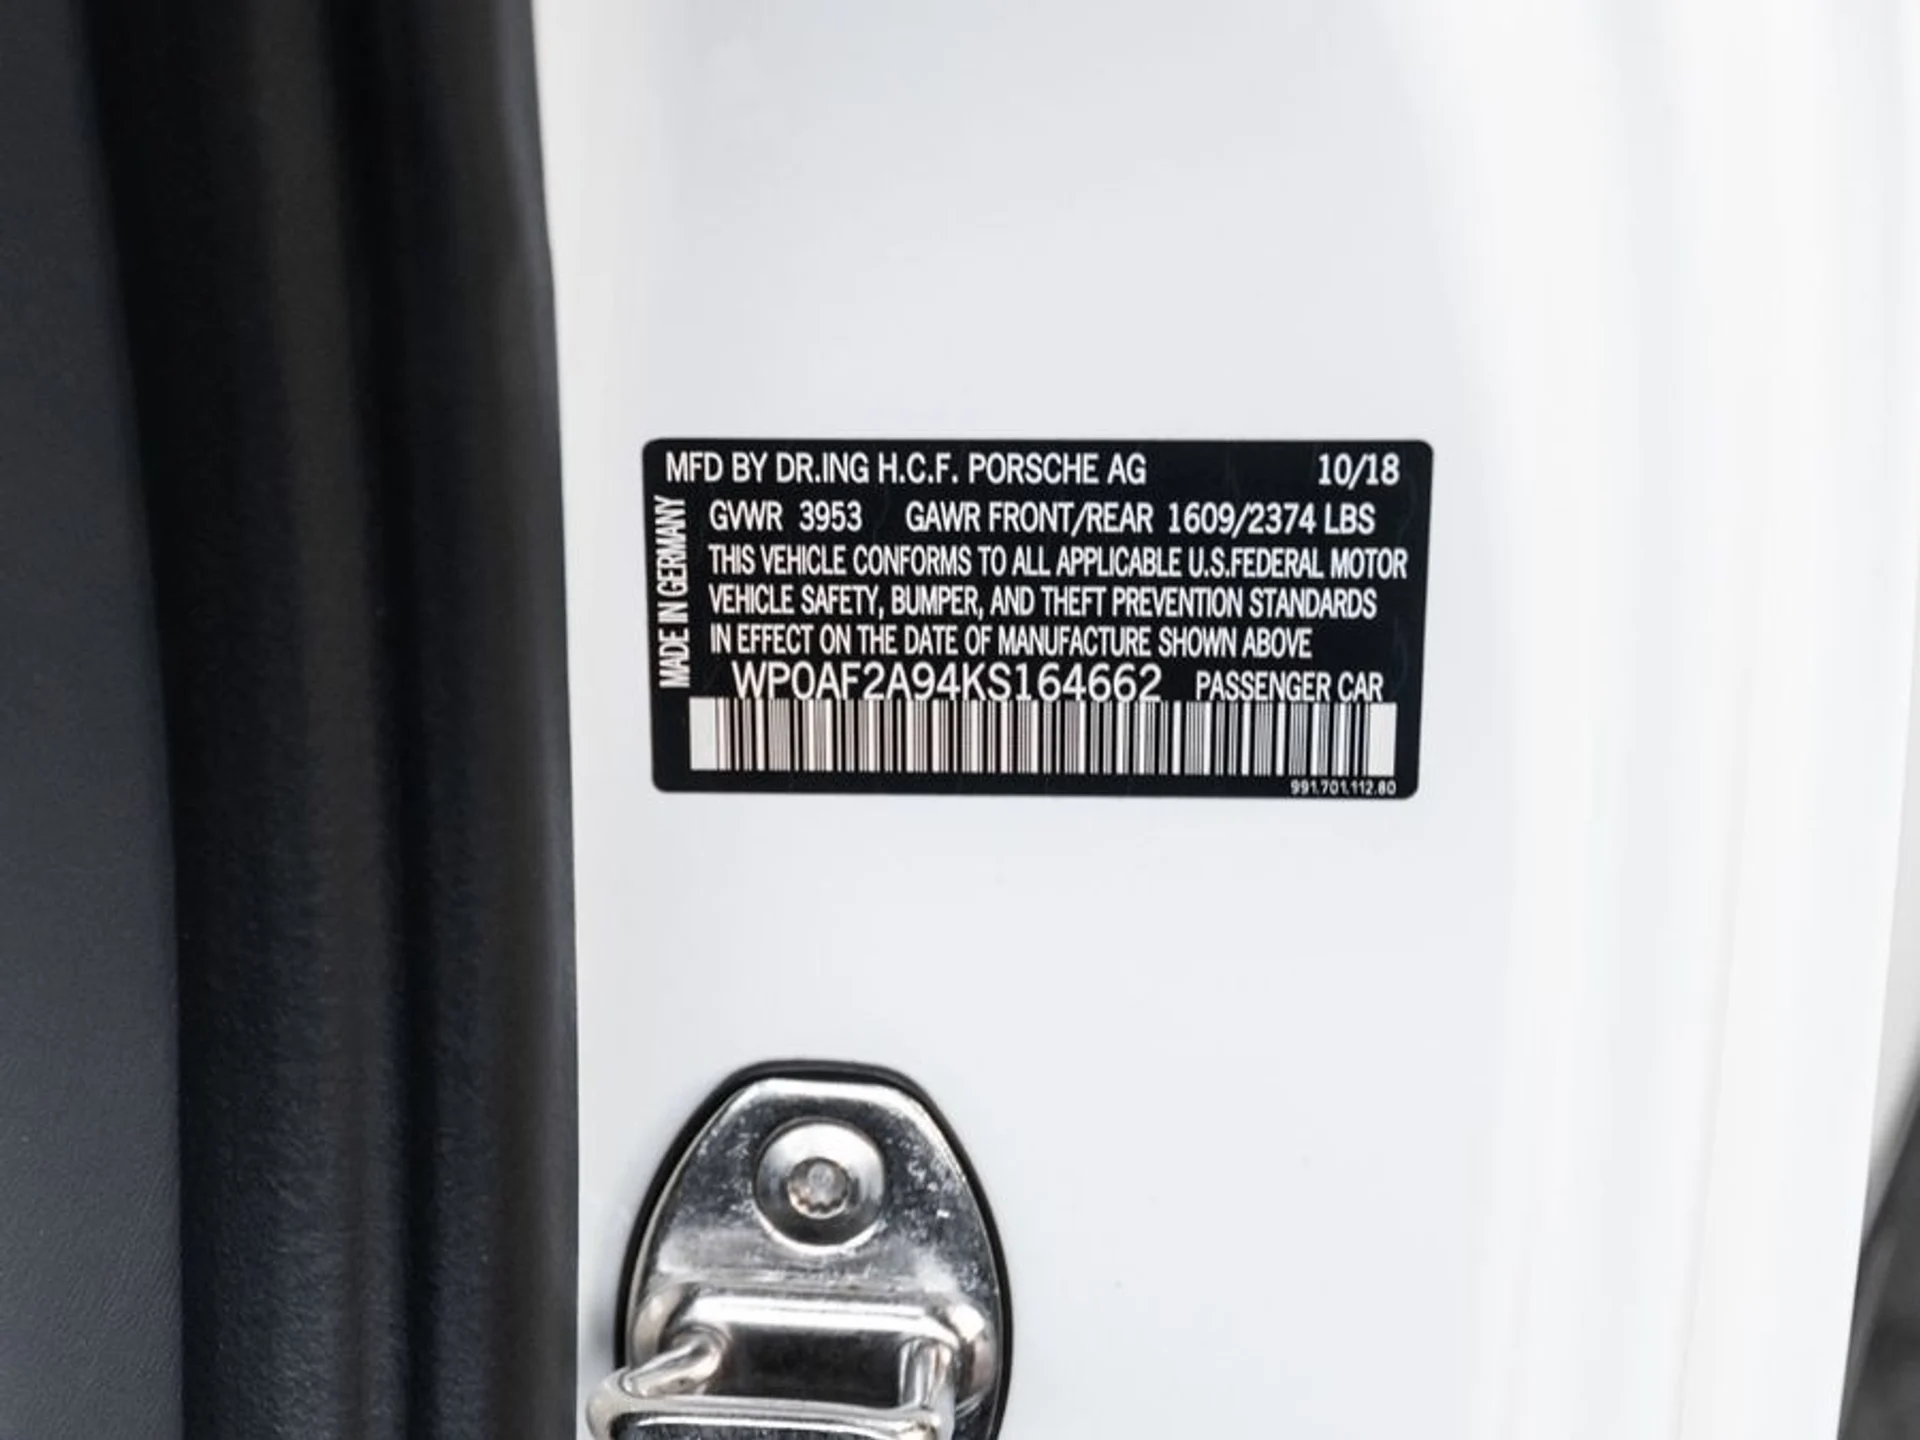 MFD BY DR.ING H.C.F. PORSCHE AG 10/18
MADE IN GERMANY
GVWR 3953 GAWR FRONT/REAR 1609/2374 LBS
THIS VEHICLE CONFORMS TO ALL APPLICABLE U.S.FEDERAL MOTOR
VEHICLE SAFETY, BUMPER, AND THEFT PREVENTION STANDARDS
IN EFFECT ON THE DATE OF MANUFACTURE SHOWN ABOVE
WP0AF2A94KS164662 PASSENGER CAR
991.701.112.80